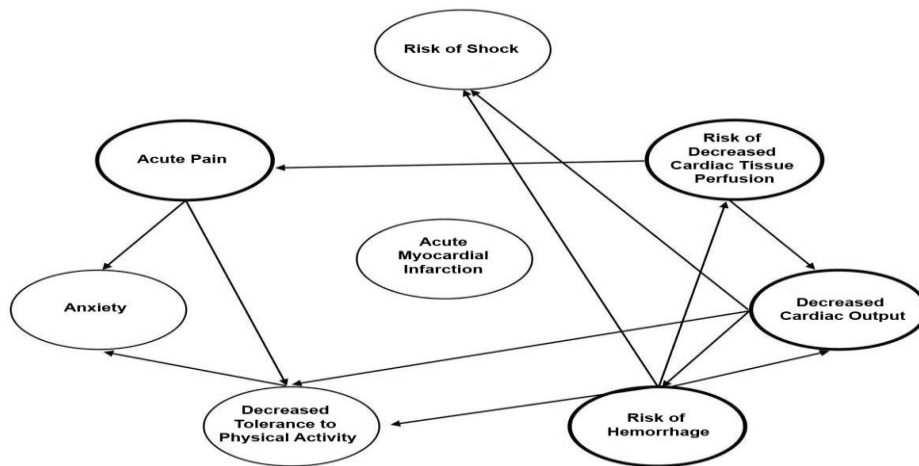 Risk of Shock
Acute Pain
Risk of
Decreased
Cardiac Tissue
Perfusion
Acute
Myocardial
Infarction
Anxiety
Decreased
Cardiac Output
Decreased
Tolerance to
Physical Activity
Risk of
Hemorrhage